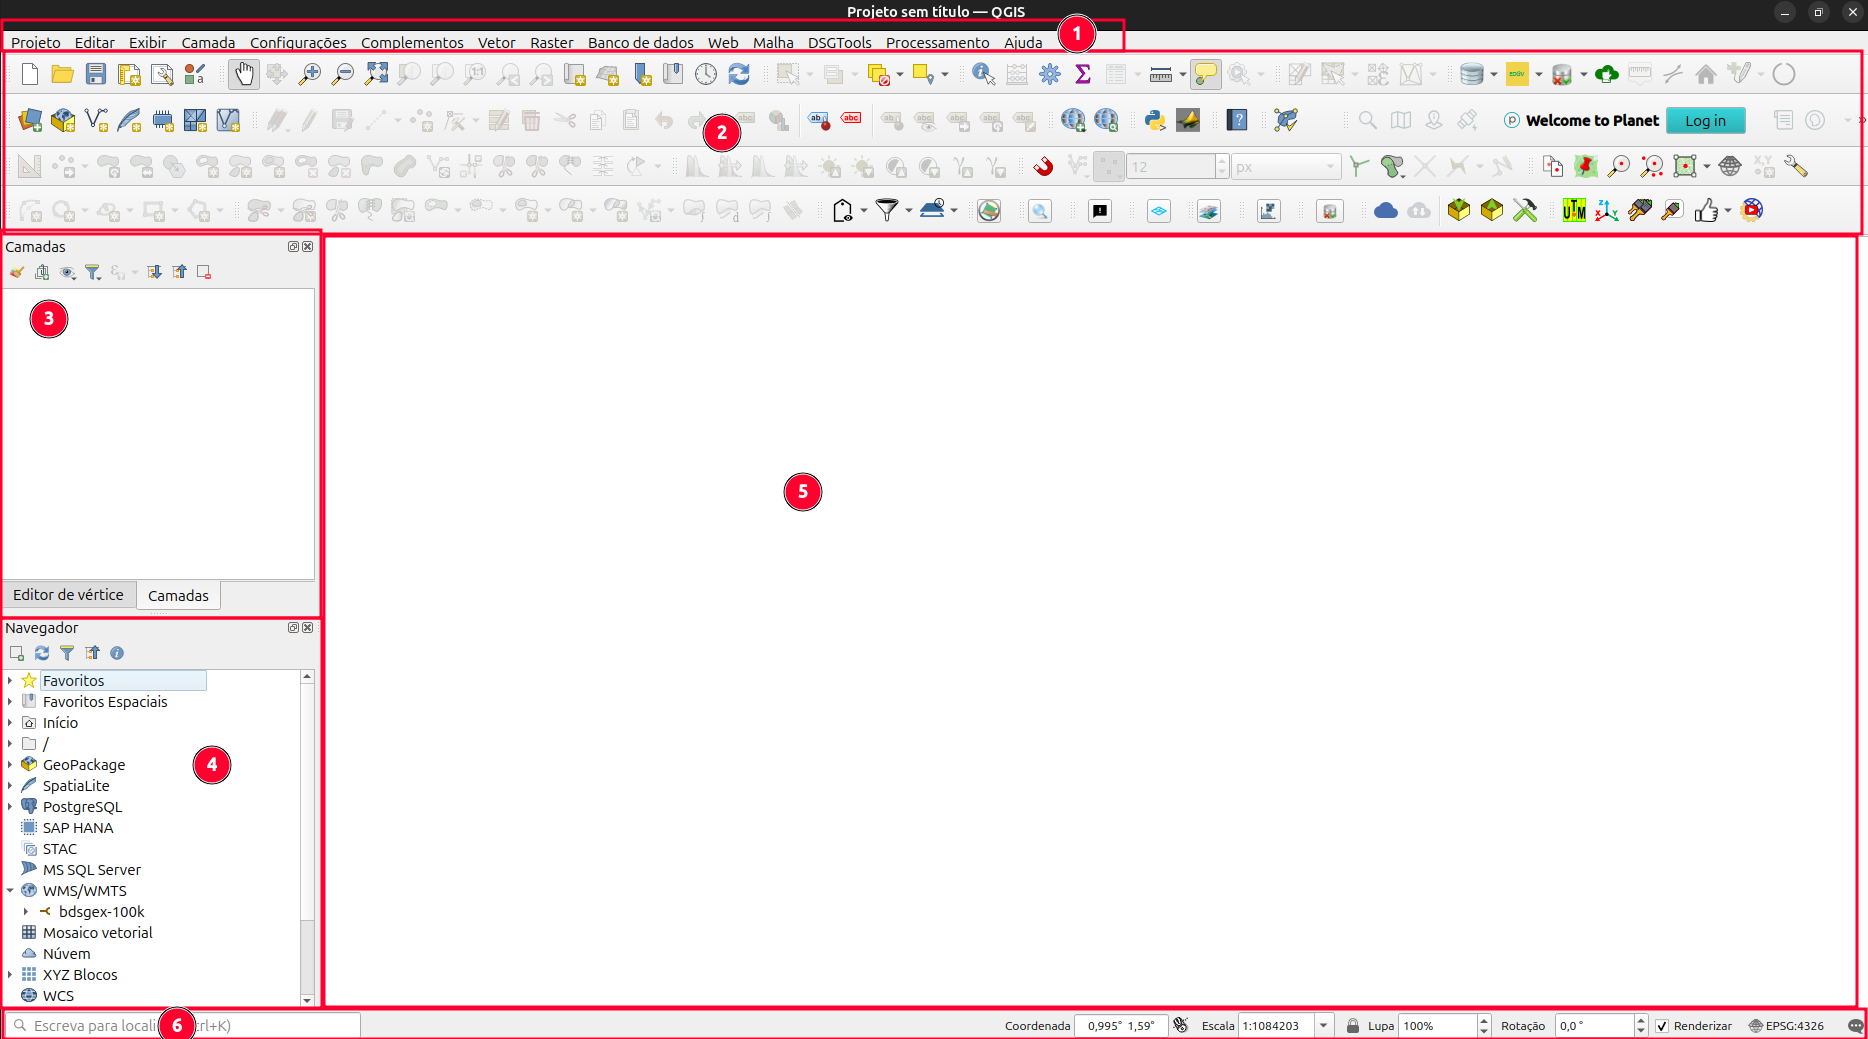 Projeto sem título — QGIS
Projeto Editar Exibir Camada Configurações Complementos Vetor Raster Banco de dados Web Malha DSGTools Processamento Ajuda
1
2
Welcome to Planet Log in
12 px
UTM
Camadas
3
Editor de vértice Camadas
Navegador
Favoritos
Favoritos Espaciais
Início
/
GeoPackage
4
SpatiaLite
PostgreSQL
SAP HANA
STAC
MS SQL Server
WMS/WMTS
bdsgex-100k
Mosaico vetorial
Núvem
XYZ Blocos
WCS
5
Escreva para locali 6 trl+K)
Coordenada 0,995° 1,59° Escala 1:1084203 Lupa 100% Rotação 0,0 ° Renderizar EPSG:4326